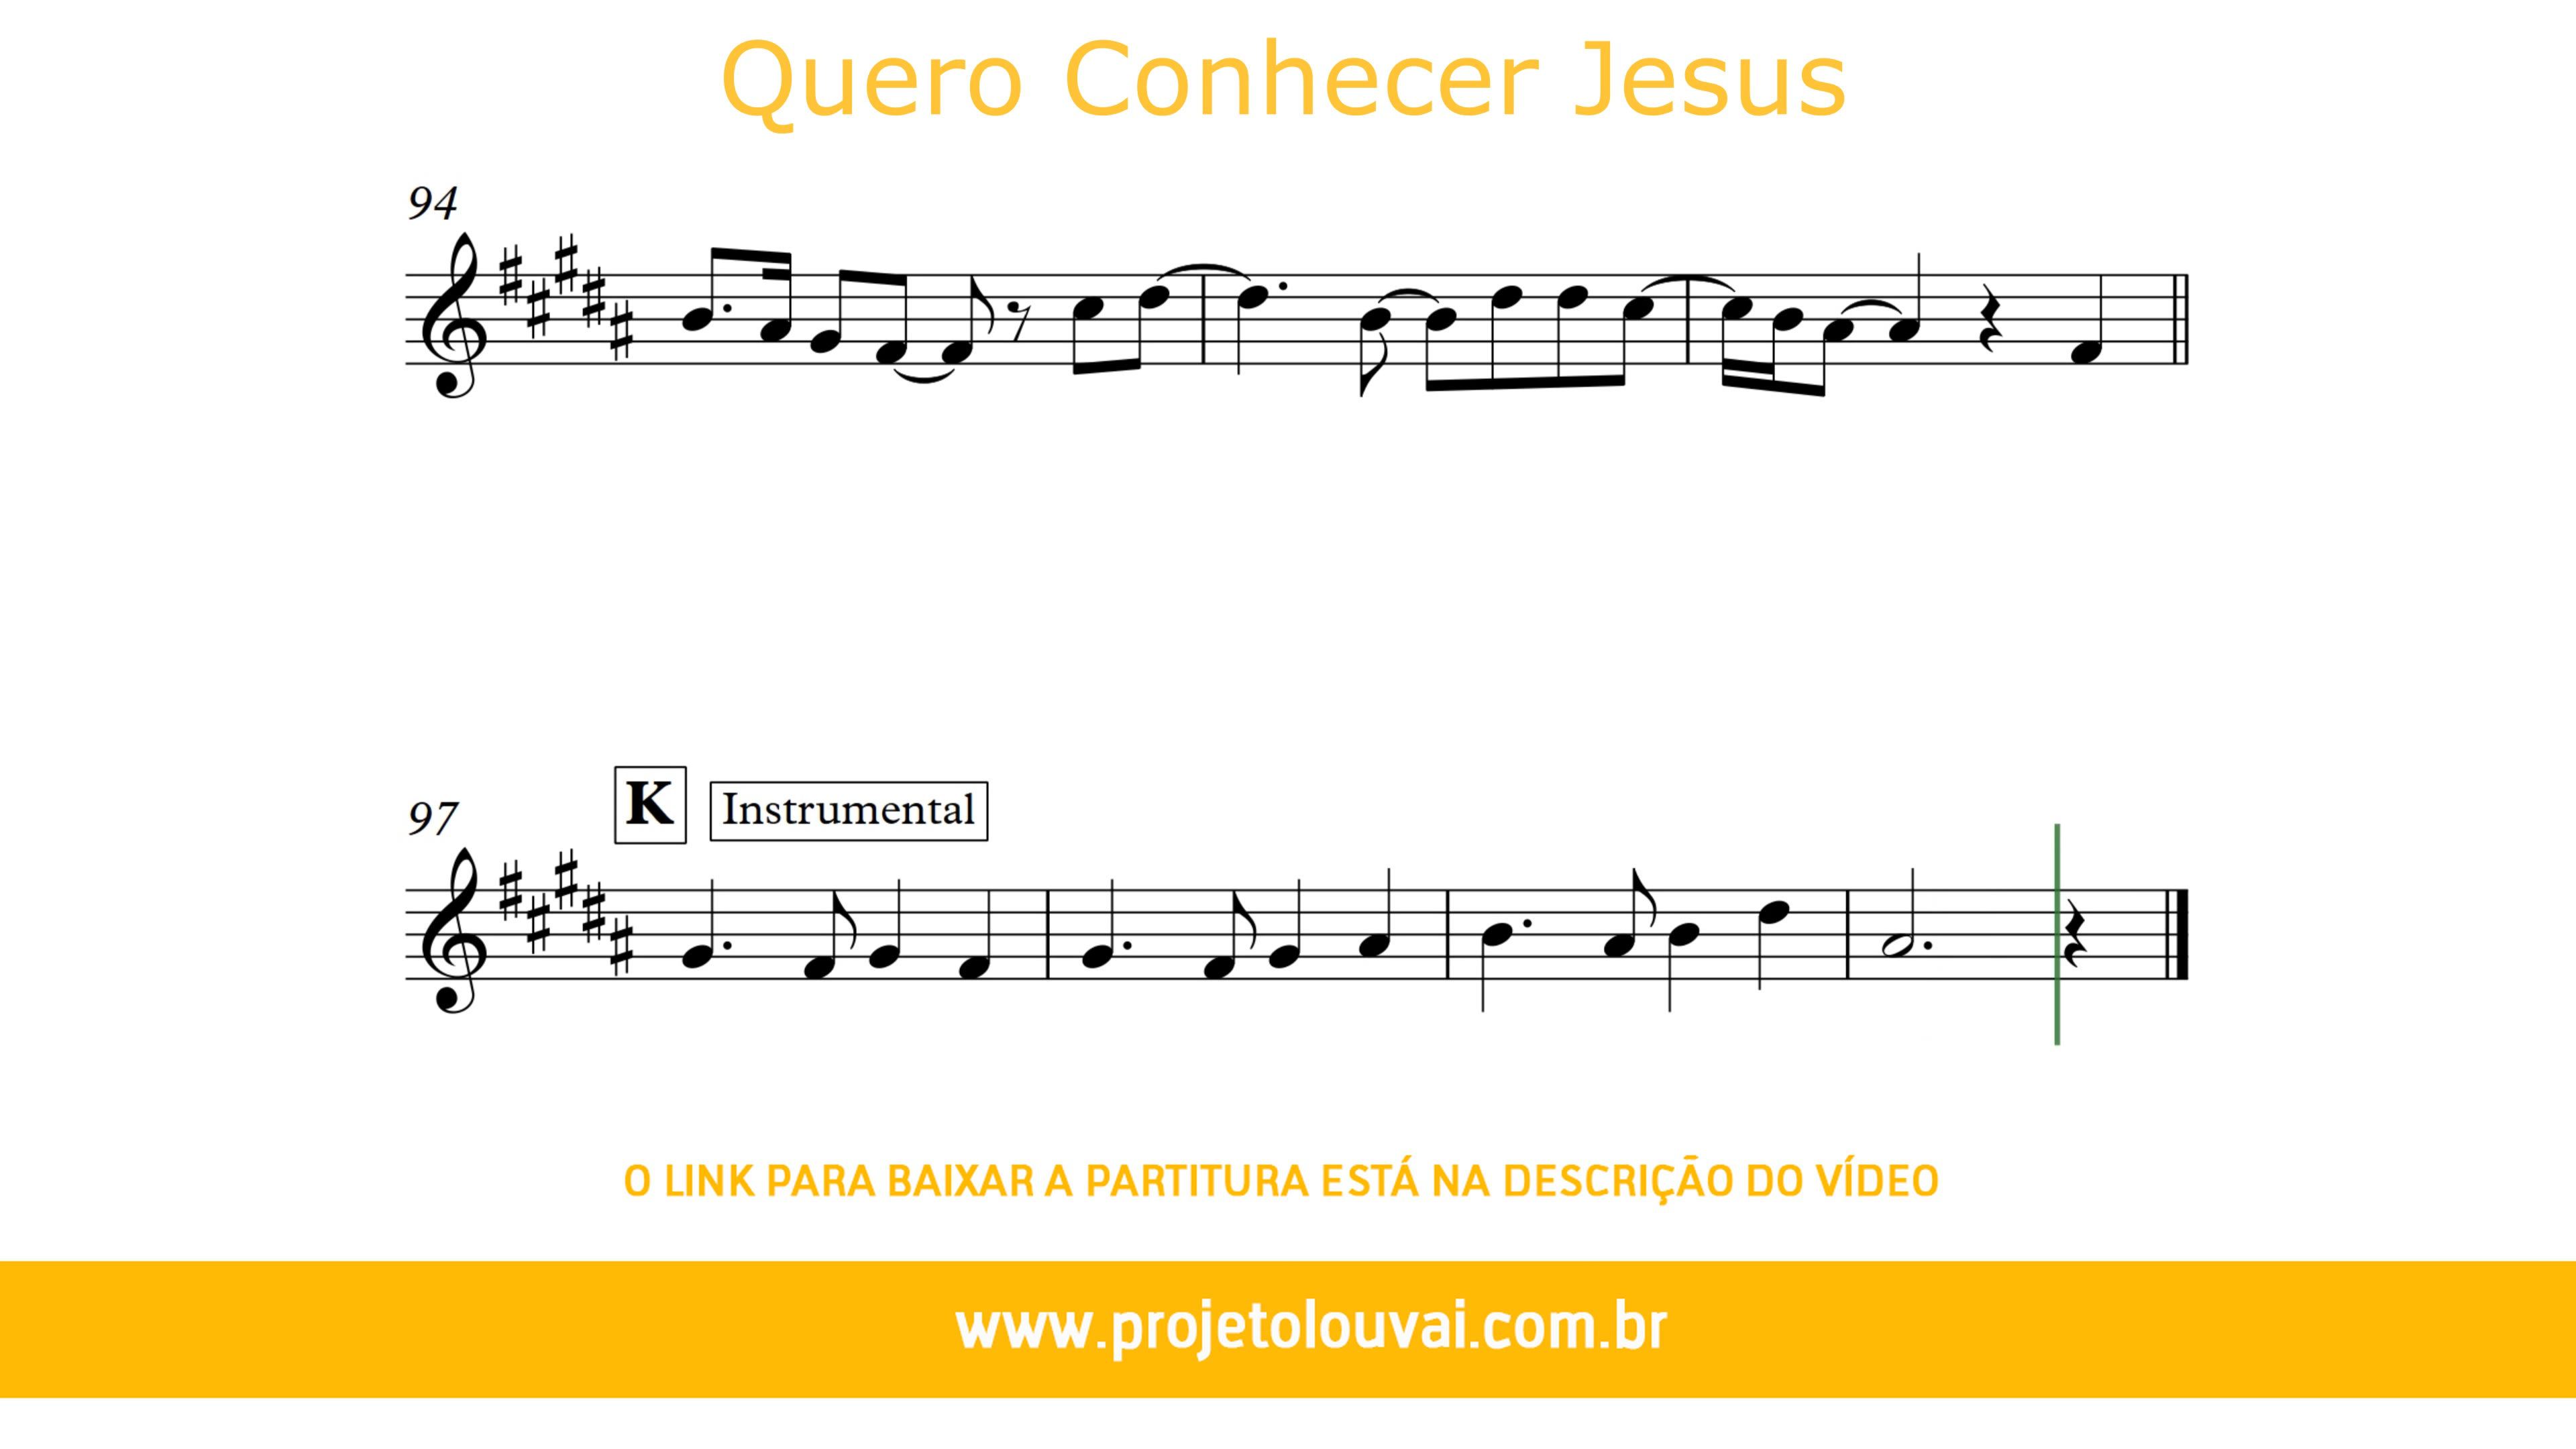 Quero Conhecer Jesus
94
97
K Instrumental
O LINK PARA BAIXAR A PARTITURA ESTÁ NA DESCRIÇÃO DO VÍDEO
www.projetolouvai.com.br